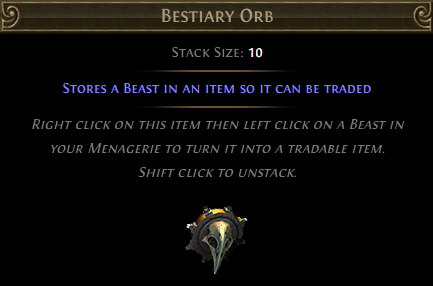 Bestiary Orb
Stack Size: 10
Stores a Beast in an item so it can be traded
Right click on this item then left click on a Beast in
your Menagerie to turn it into a tradable item.
Shift click to unstack.